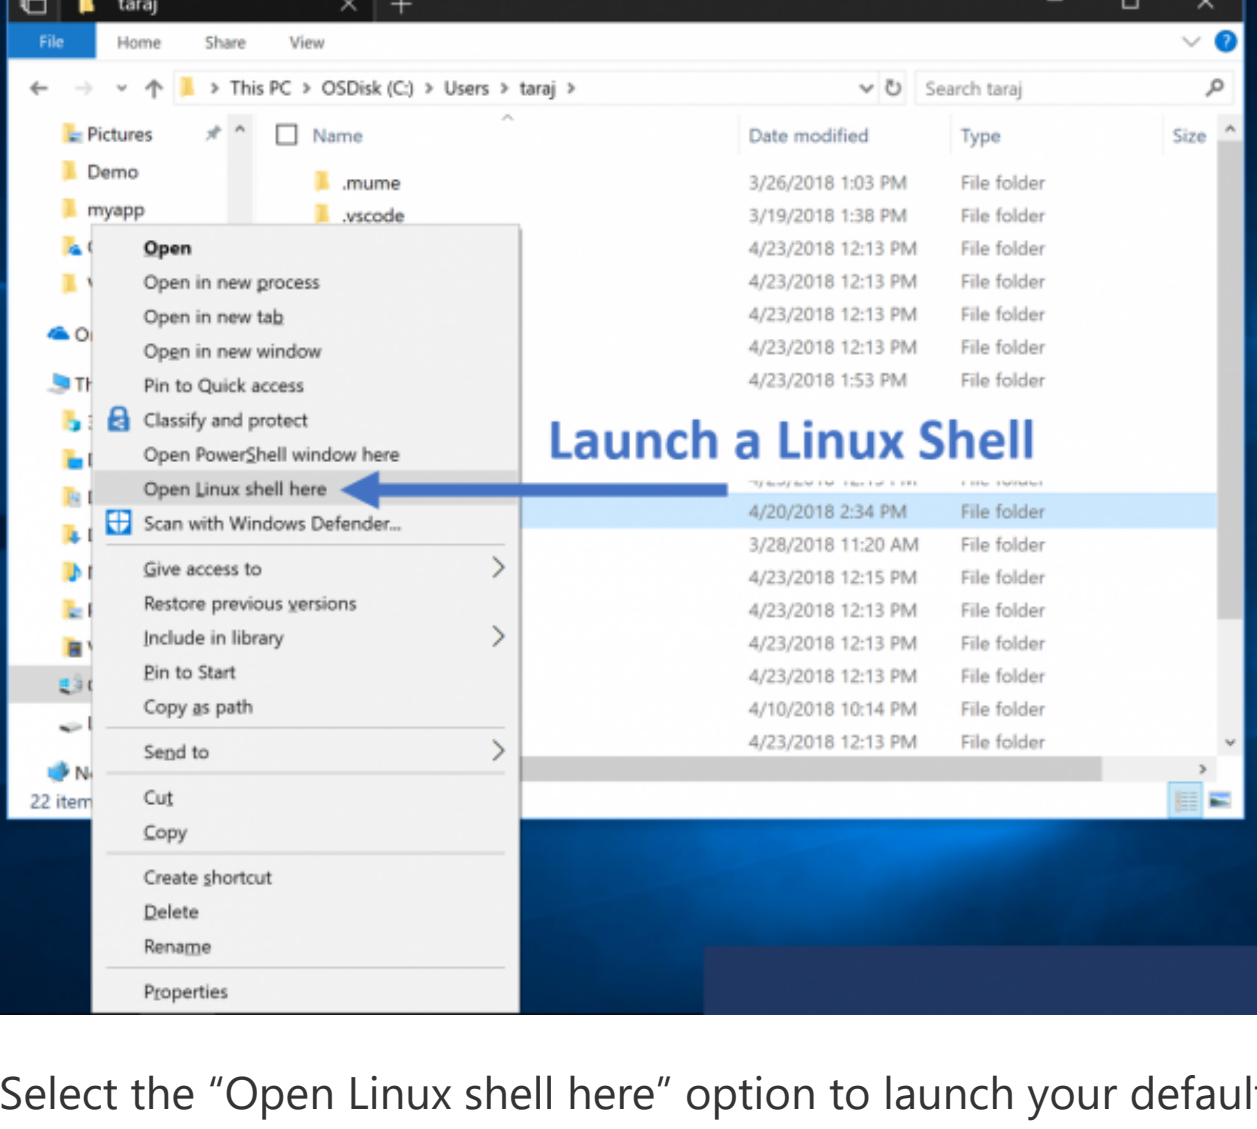 taraj
File Home Share View
This PC > OSDisk (C:) > Users > taraj >
Search taraj
Name Date modified Type Size
Pictures
Demo
myapp
.mume 3/26/2018 1:03 PM File folder
.vscode 3/19/2018 1:38 PM File folder
4/23/2018 12:13 PM File folder
4/23/2018 12:13 PM File folder
4/23/2018 12:13 PM File folder
4/23/2018 12:13 PM File folder
4/23/2018 1:53 PM File folder
Open
Open in new process
Open in new tab
Open in new window
Pin to Quick access
Classify and protect
Open PowerShell window here
Open Linux shell here
Scan with Windows Defender...
Give access to
Restore previous versions
Include in library
Pin to Start
Copy as path
Send to
Cut
Copy
Create shortcut
Delete
Rename
Properties
Launch a Linux Shell
4/20/2018 2:34 PM File folder
3/28/2018 11:20 AM File folder
4/23/2018 12:15 PM File folder
4/23/2018 12:13 PM File folder
4/23/2018 12:13 PM File folder
4/23/2018 12:13 PM File folder
4/10/2018 10:14 PM File folder
4/23/2018 12:13 PM File folder
22 item
Select the “Open Linux shell here” option to launch your defaul